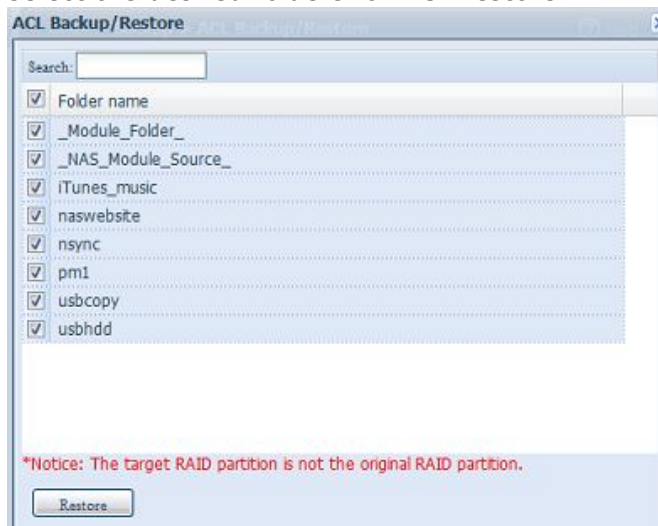 ACL Backup/Restore
Search:
Folder name
_Module_Folder_
_NAS_Module_Source_
iTunes_music
naswebsite
nsync
pm1
usbcopy
usbhdd
*Notice: The target RAID partition is not the original RAID partition.
Restore